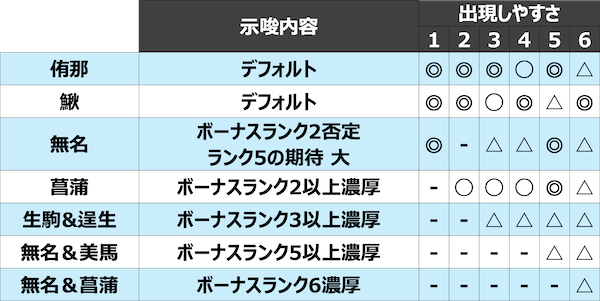 示唆内容 出現しやすさ
1 2 3 4 5 6
侑那 デフォルト ◎ ◎ ◎ ○ ◎ △
鰍 デフォルト ◎ ◎ ○ ◎ △ ◎
無名 ボーナスランク2否定 ◎ - △ △ ◎ △
ランク5の期待 大
菖蒲 ボーナスランク2以上濃厚 - ○ ○ ○ ◎ △
生駒&逞生 ボーナスランク3以上濃厚 - - △ △ △ △
無名&美馬 ボーナスランク5以上濃厚 - - - - △ △
無名&菖蒲 ボーナスランク6濃厚 - - - - - △